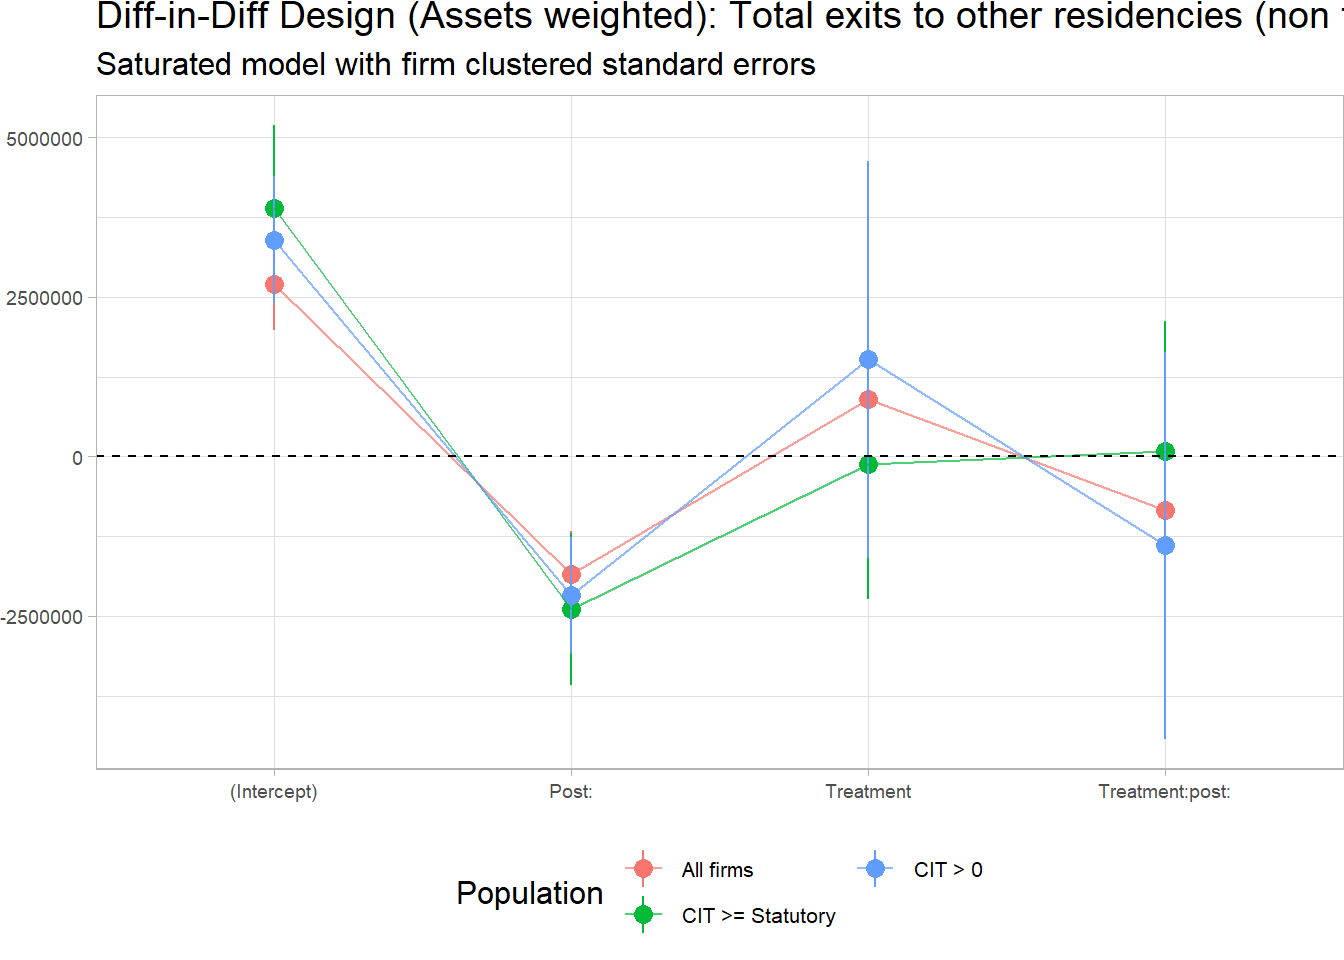 Diff-in-Diff Design (Assets weighted): Total exits to other residencies (non
Saturated model with firm clustered standard errors
5000000
2500000
0
-2500000
(Intercept) Post: Treatment Treatment:post:
Population
All firms CIT > 0
CIT >= Statutory